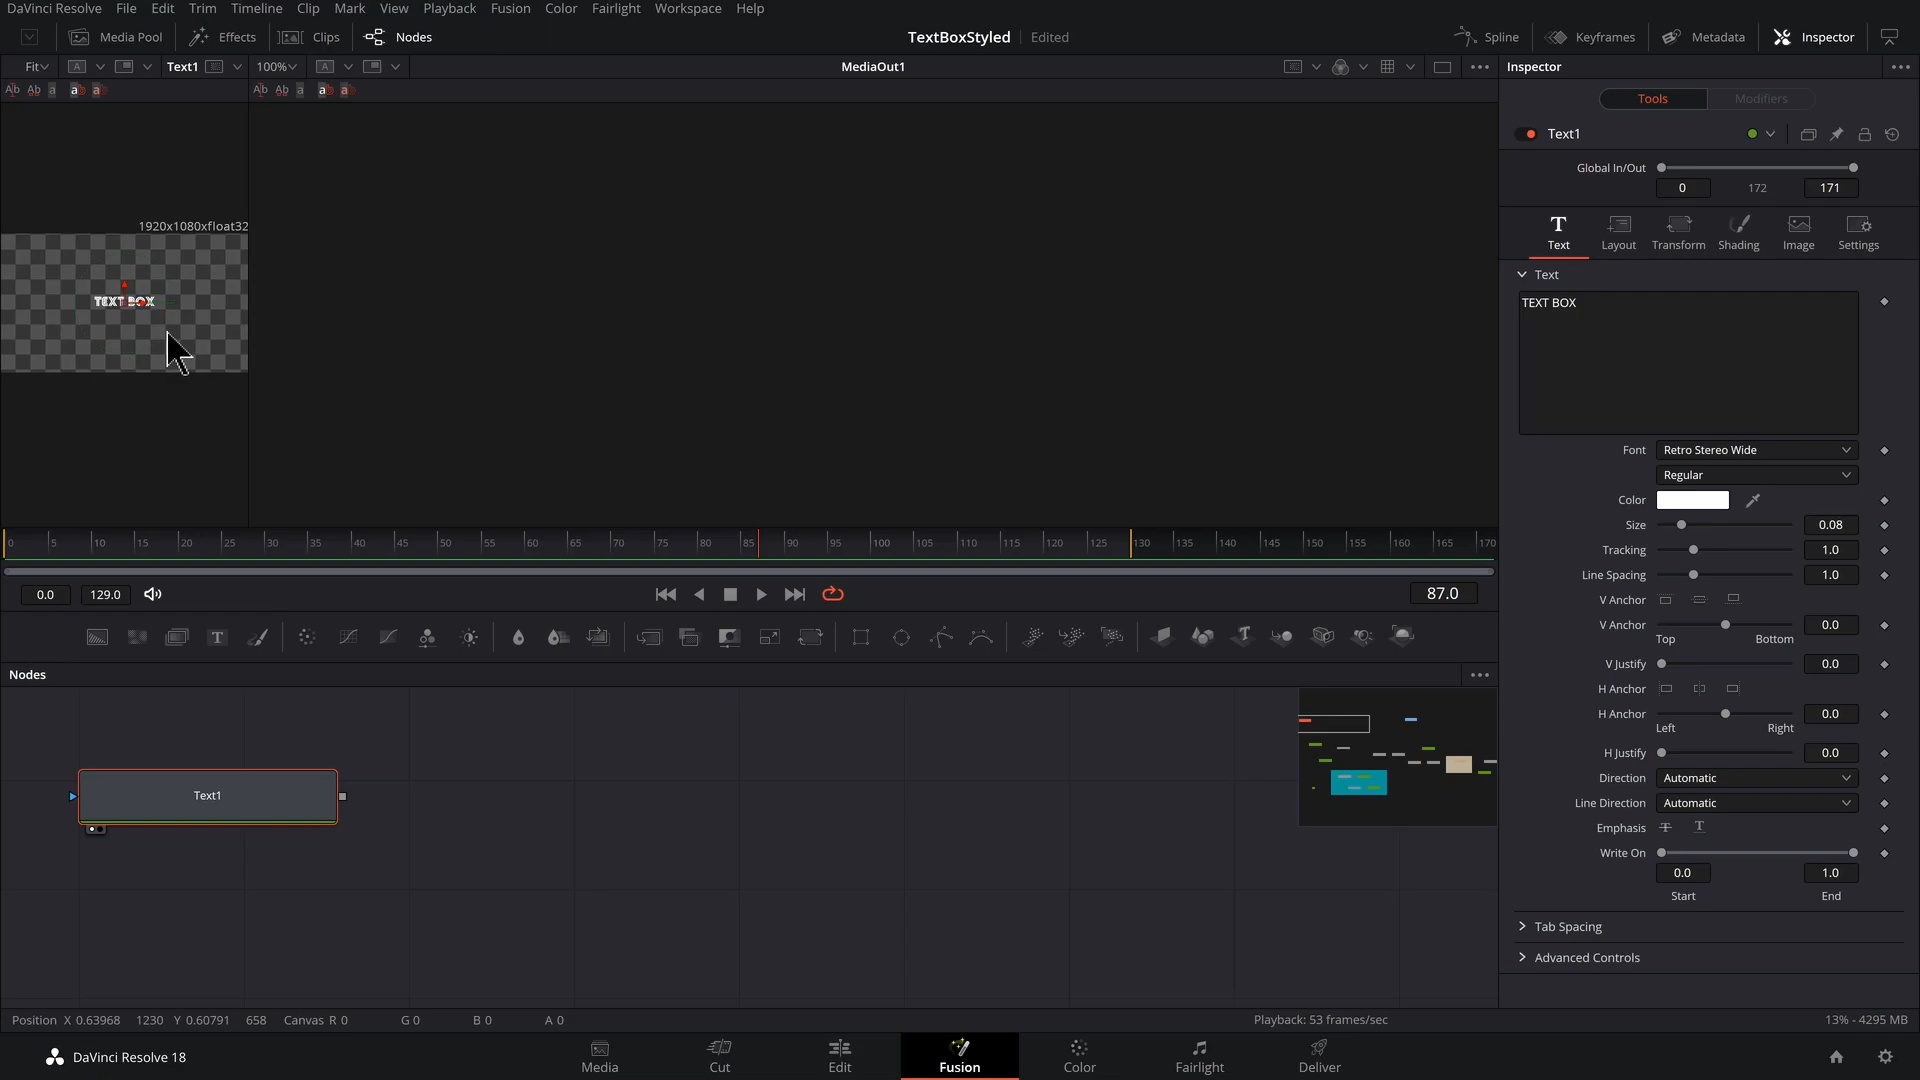 DaVinci Resolve File Edit Trim Timeline Clip Mark View Playback Fusion Color Fairlight Workspace Help
Media Pool Effects Clips Nodes TextBoxStyled Edited Spline Keyframes Metadata Inspector
Fit Text1 100% MediaOut1 Inspector
Tools Modifiers
Text1
Global In/Out
0 172 171
Text Layout Transform Shading Image Settings
1920x1080xfloat32
TEXT BOX
Text
TEXT BOX
Font Retro Stereo Wide
Regular
Color
Size 0.08
Tracking 1.0
Line Spacing 1.0
V Anchor
V Anchor 0.0
Top Bottom
V Justify 0.0
H Anchor
H Anchor 0.0
Left Right
H Justify 0.0
Direction Automatic
Line Direction Automatic
Emphasis
Write On
0.0 1.0
Start End
Tab Spacing
Advanced Controls
0 5 10 15 20 25 30 35 40 45 50 55 60 65 70 75 80 85 90 95 100 105 110 115 120 125 130 135 140 145 150 155 160 165 170
0.0 129.0 87.0
Nodes
Text1
Position X 0.63968 1230 Y 0.60791 658 Canvas R 0 G 0 B 0 A 0 Playback: 53 frames/sec 13% - 4295 MB
DaVinci Resolve 18 Media Cut Edit Fusion Color Fairlight Deliver